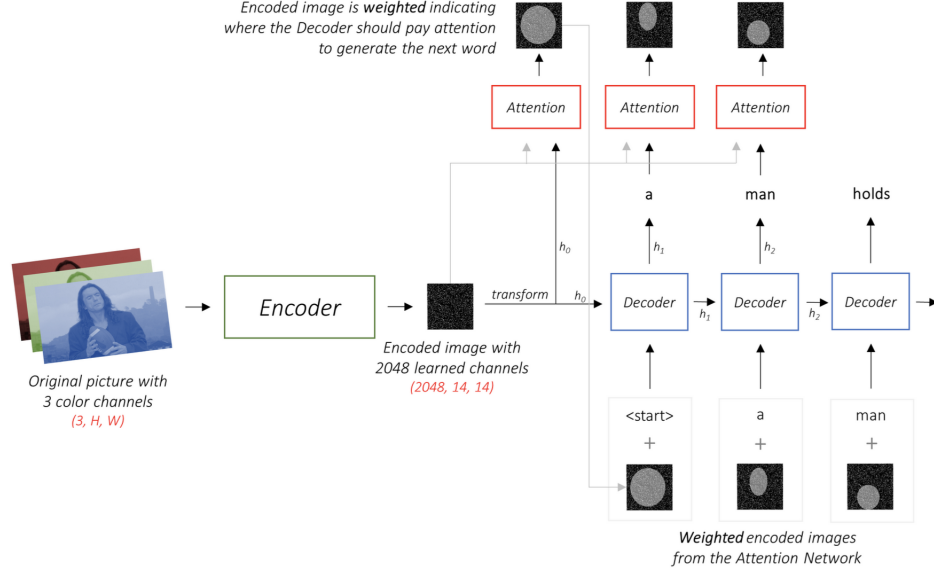 Encoded image is weighted indicating
where the Decoder should pay attention
to generate the next word
Attention
Attention
Attention
a
man
holds
h0
h1
h2
Encoder
transform
h0
Decoder
h1
Decoder
h2
Decoder
Original picture with
3 color channels
(3, H, W)
Encoded image with
2048 learned channels
(2048, 14, 14)
<start>
a
man
+
+
+
Weighted encoded images
from the Attention Network